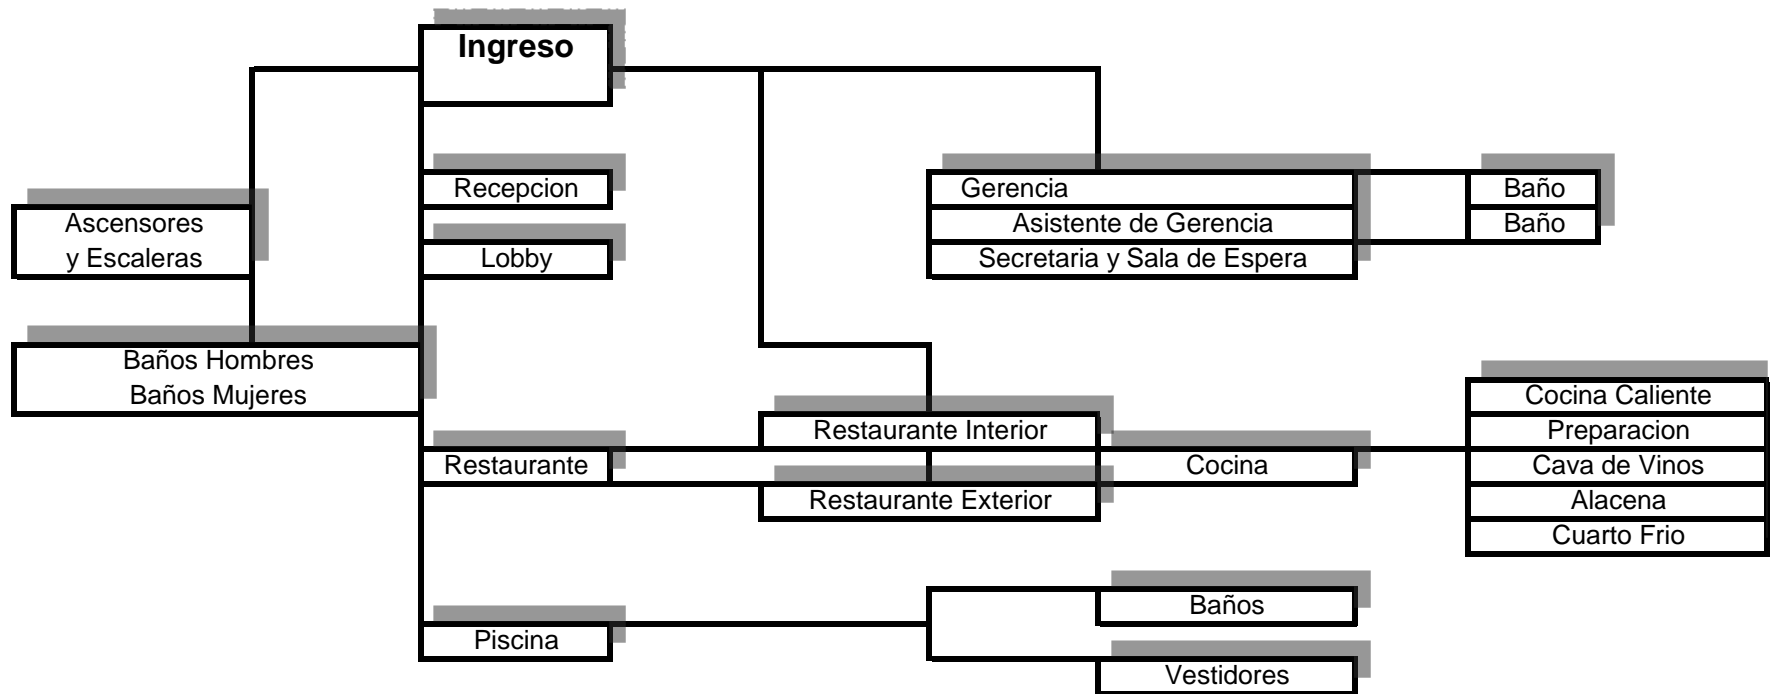 Ingreso
Recepcion
Gerencia
Baño
Ascensores
y Escaleras
Asistente de Gerencia
Baño
Lobby
Secretaria y Sala de Espera
Baños Hombres
Baños Mujeres
Cocina Caliente
Restaurante Interior
Preparacion
Restaurante
Cocina
Cava de Vinos
Restaurante Exterior
Alacena
Cuarto Frio
Baños
Piscina
Vestidores